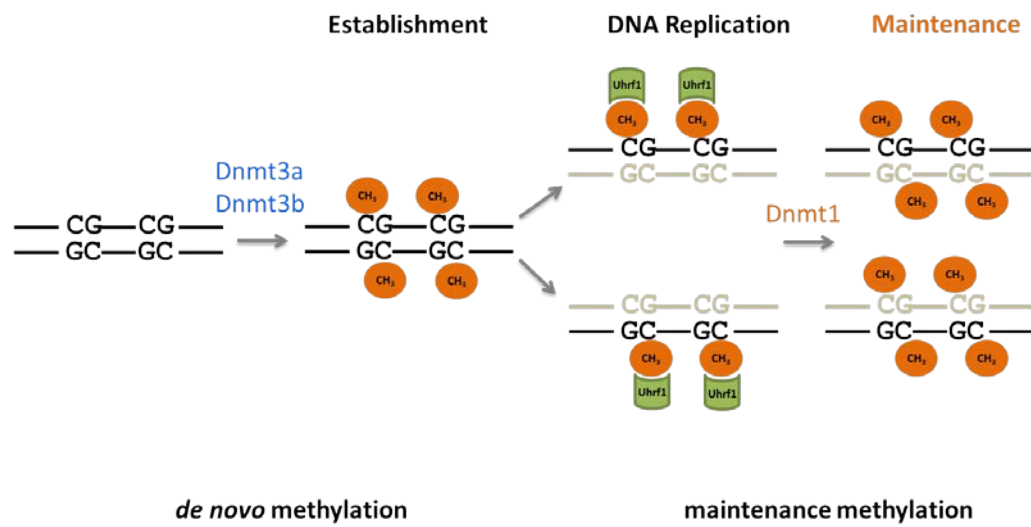 Establishment
DNA Replication
Maintenance
Dnmt3a
Dnmt3b
CG CG
GC GC
CH₃ CH₃
CG CG
GC GC
CH₃ CH₃
Uhrf1 Uhrf1
CH₃ CH₃
CG CG
GC GC
CG CG
GC GC
CH₃ CH₃
Uhrf1 Uhrf1
Dnmt1
CH₃ CH₃
CG CG
GC GC
CH₃ CH₃
CH₃ CH₃
CG CG
GC GC
CH₃ CH₃
de novo methylation
maintenance methylation